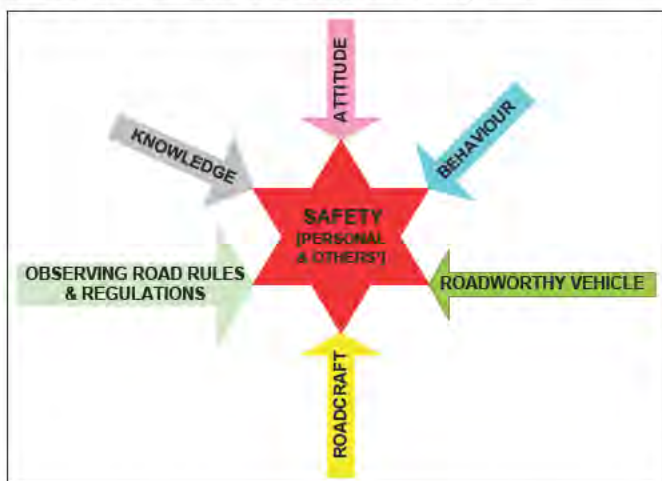 ATTITUDE
KNOWLEDGE
BEHAVIOUR
SAFETY
[PERSONAL
& OTHERS']
OBSERVING ROAD RULES
& REGULATIONS
ROADWORTHY VEHICLE
ROADCRAFT